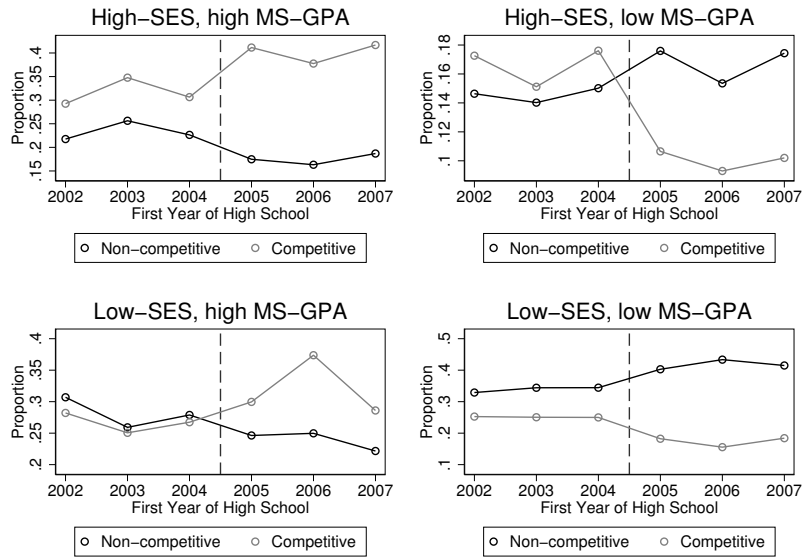 High−SES, high MS−GPA
Proportion
.15 .2 .25 .3 .35 .4
2002 2003 2004 2005 2006 2007
First Year of High School
Non−competitive Competitive
High−SES, low MS−GPA
Proportion
.1 .12 .14 .16 .18
2002 2003 2004 2005 2006 2007
First Year of High School
Non−competitive Competitive
Low−SES, high MS−GPA
Proportion
.2 .25 .3 .35 .4
2002 2003 2004 2005 2006 2007
First Year of High School
Non−competitive Competitive
Low−SES, low MS−GPA
Proportion
.1 .2 .3 .4 .5
2002 2003 2004 2005 2006 2007
First Year of High School
Non−competitive Competitive